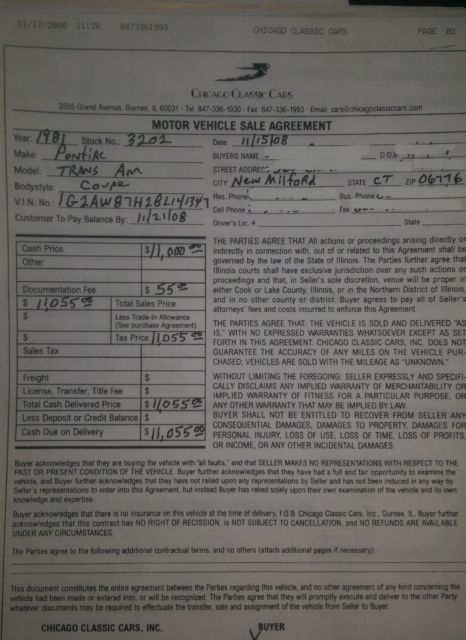 11/17/2008 11:26 8473361993 CHICAGO CLASSIC CARS PAGE 02
CHICAGO CLASSIC CARS
3555 Grand Avenue, Gurnee, IL 60031 · Tel: 847-336-1930 · Fax: 847-336-1993 · Email: cars@chicagoclassiccars.com
MOTOR VEHICLE SALE AGREEMENT
Year: 1981 Stock No.: 3202
Make: Pontiac
Model: TRANS Am
Bodystyle: Coupe
V.I.N. No.: 1G2AW87H2BL141347
Customer To Pay Balance By: 11/21/08
Date 11/15/08
BUYERS NAME D.O.b.
STREET ADDRESS
CITY New Milford STATE CT ZIP 06776
Res. Phone Bus. Phone
Cell Phone Fax
Driver's Lic. # State
Cash Price $11,000 00
Other
Documentation Fee $ 55 00
$ 11055 00 Total Sales Price
$ Less Trade-In Allowance
(See purchase Agreement)
$ Tax Price 11,055 00
Sales Tax
Freight $
License, Transfer, Title Fee $
Total Cash Delivered Price $ 11,055 00
Less Deposit or Credit Balance $
Cash Due on Delivery $11,055 00
THE PARTIES AGREE THAT All actions or proceedings arising directly or
indirectly in connection with, out of or related to this Agreement shall be
governed by the law of the State of Illinois. The Parties further agree that
Illinois courts shall have exclusive jurisdiction over any such actions or
proceedings and that, in Seller's sole discretion, venue will be proper in
either Cook or Lake County, Illinois, or in the Northern District of Illinois,
and in no other county or district. Buyer agrees to pay all of Seller's
attorneys' fees and costs incurred to enforce this Agreement.
THE PARTIES AGREE THAT: THE VEHICLE IS SOLD AND DELIVERED "AS
IS," WITH NO EXPRESSED WARRANTIES WHATSOEVER EXCEPT AS SET
FORTH IN THIS AGREEMENT. CHICAGO CLASSIC CARS, INC. DOES NOT
GUARANTEE THE ACCURACY OF ANY MILES ON THE VEHICLE PUR-
CHASED. VEHICLES ARE SOLD WITH THE MILEAGE AS "UNKNOWN."
WITHOUT LIMITING THE FOREGOING: SELLER EXPRESSLY AND SPECIFI-
CALLY DISCLAIMS ANY IMPLIED WARRANTY OF MERCHANTABILITY OR
IMPLIED WARRANTY OF FITNESS FOR A PARTICULAR PURPOSE, OR
ANY OTHER WARRANTY THAT MAY BE IMPLIED BY LAW.
BUYER SHALL NOT BE ENTITLED TO RECOVER FROM SELLER ANY
CONSEQUENTIAL DAMAGES, DAMAGES TO PROPERTY, DAMAGES FOR
PERSONAL INJURY, LOSS OF USE, LOSS OF TIME, LOSS OF PROFITS,
OR INCOME, OR ANY OTHER INCIDENTAL DAMAGES.
Buyer acknowledges that they are buying the vehicle with "all faults," and that SELLER MAKES NO REPRESENTATIONS WITH RESPECT TO THE
PAST OR PRESENT CONDITION OF THE VEHICLE. Buyer further acknowledges that they have had a full and fair opportunity to examine the
vehicle, and Buyer further acknowledges that they have not relied upon any representations by Seller and has not been induced in any way by
Seller's representations to enter into this Agreement, but instead Buyer has relied solely upon their own examination of the vehicle and its own
knowledge and expertise.
Buyer acknowledges that there is no insurance on this vehicle at the time of delivery, F.O.B. Chicago Classic Cars, Inc., Gurnee, IL. Buyer further
acknowledges that this contract has NO RIGHT OF RECISSION, IS NOT SUBJECT TO CANCELLATION, AND NO REFUNDS ARE AVAILABLE
UNDER ANY CIRCUMSTANCES.
The Parties agree to the following additional contractual terms, and no others (attach additional pages if necessary):
This document constitutes the entire agreement between the Parties regarding this vehicle, and no other agreement of any kind concerning the
vehicle had been made or entered into, or will be recognized. The Parties agree that they will promptly execute and deliver to the other Party
whatever documents may be required to effectuate the transfer, sale and assignment of the vehicle from Seller to Buyer.
CHICAGO CLASSIC CARS, INC. BUYER